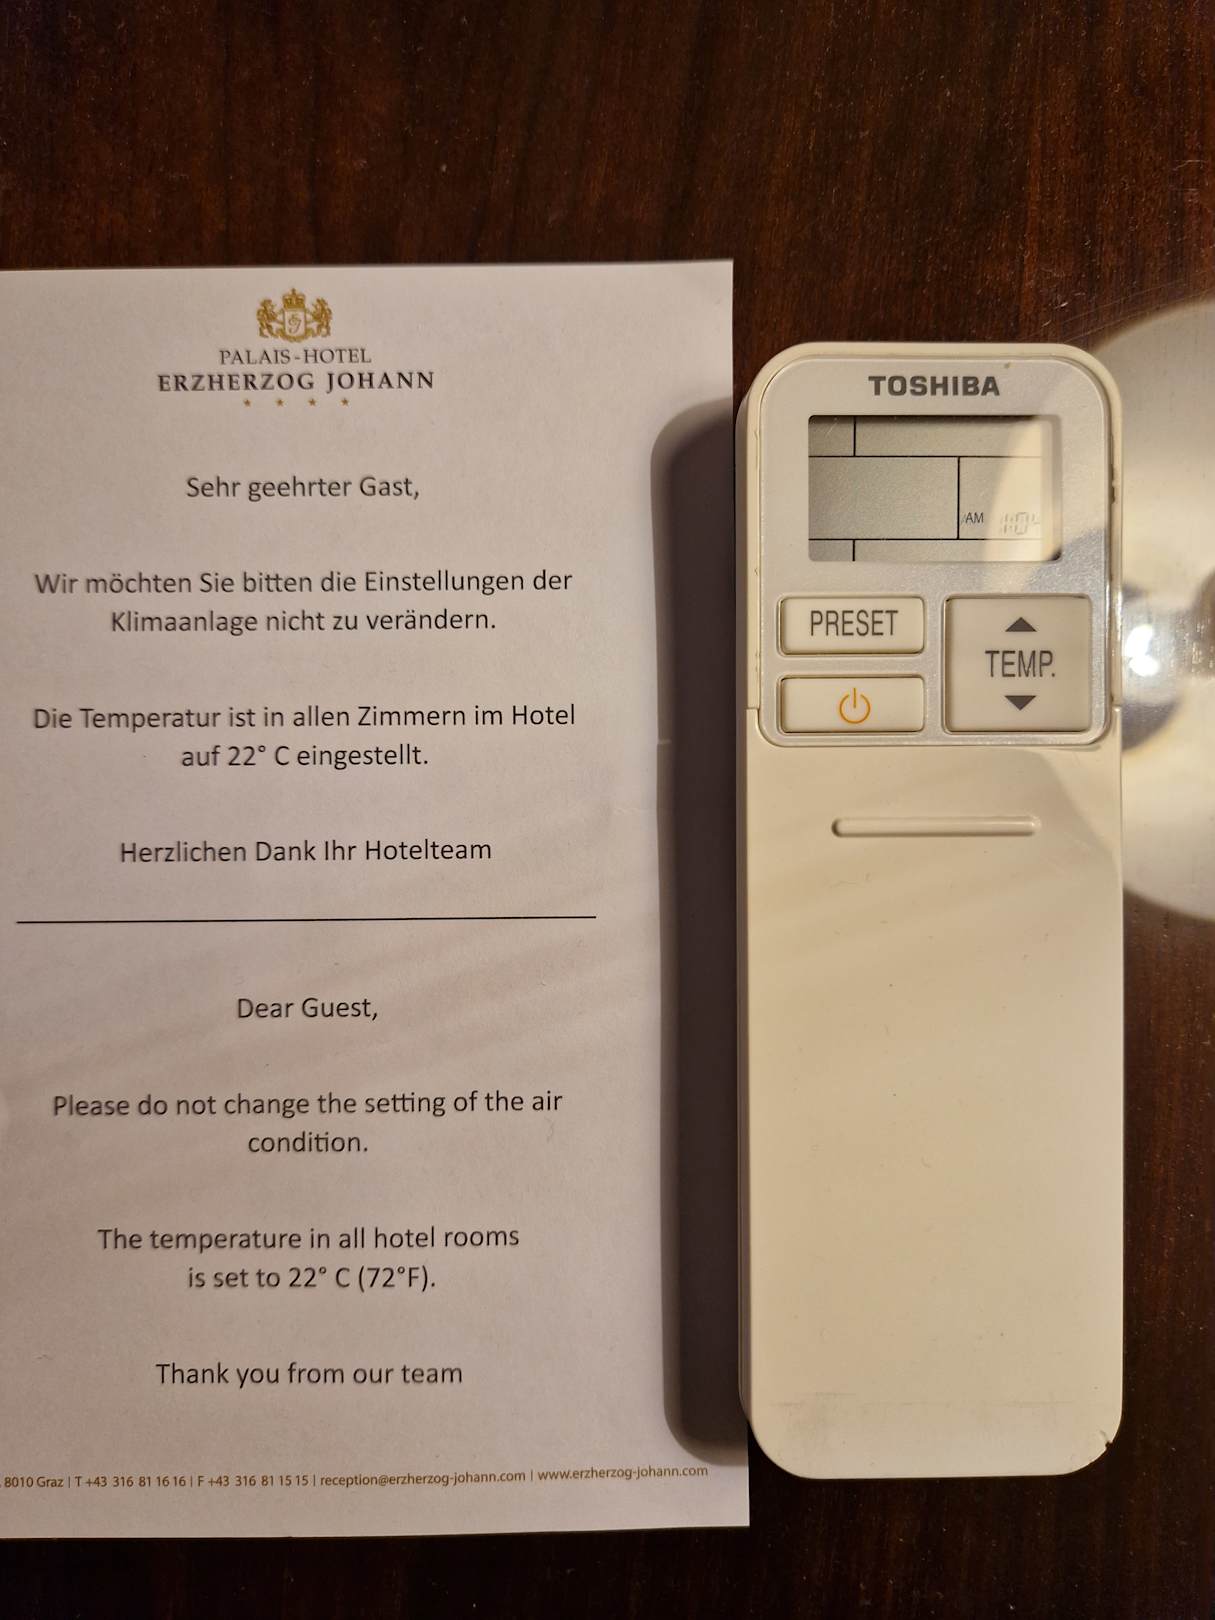 PALAIS-HOTEL
ERZHERZOG JOHANN
Sehr geehrter Gast,
Wir möchten Sie bitten die Einstellungen der
Klimaanlage nicht zu verändern.
Die Temperatur ist in allen Zimmern im Hotel
auf 22° C eingestellt.
Herzlichen Dank Ihr Hotelteam
Dear Guest,
Please do not change the setting of the air
condition.
The temperature in all hotel rooms
is set to 22° C (72°F).
Thank you from our team
8010 Graz | T +43 316 81 16 16 | F +43 316 81 15 15 | reception@erzherzog-johann.com | www.erzherzog-johann.com
TOSHIBA
AM
PRESET
TEMP.